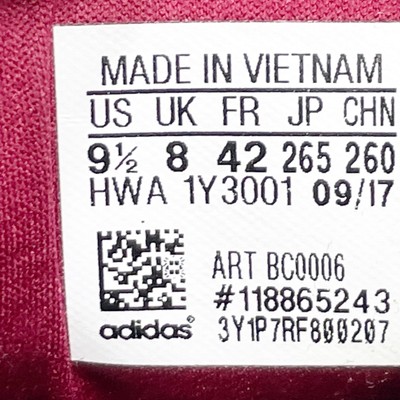 MADE IN VIETNAM
US UK FR JP CHN
9½ 8 42 265 260
HWA 1Y3001 09/17
ART BC0006
#118865243
adidas® 3Y1P7RF800207